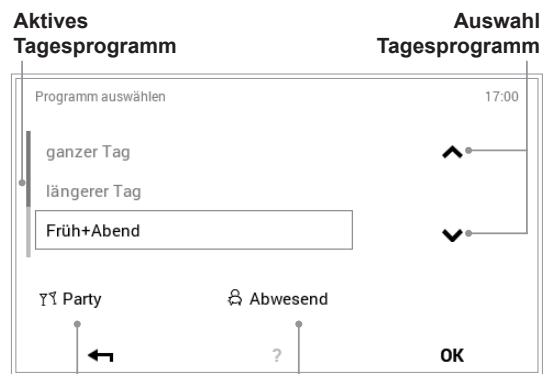 Aktives
Tagesprogramm
Auswahl
Tagesprogramm
Programm auswählen 17:00
ganzer Tag
längerer Tag
Früh+Abend
Party Abwesend
? OK